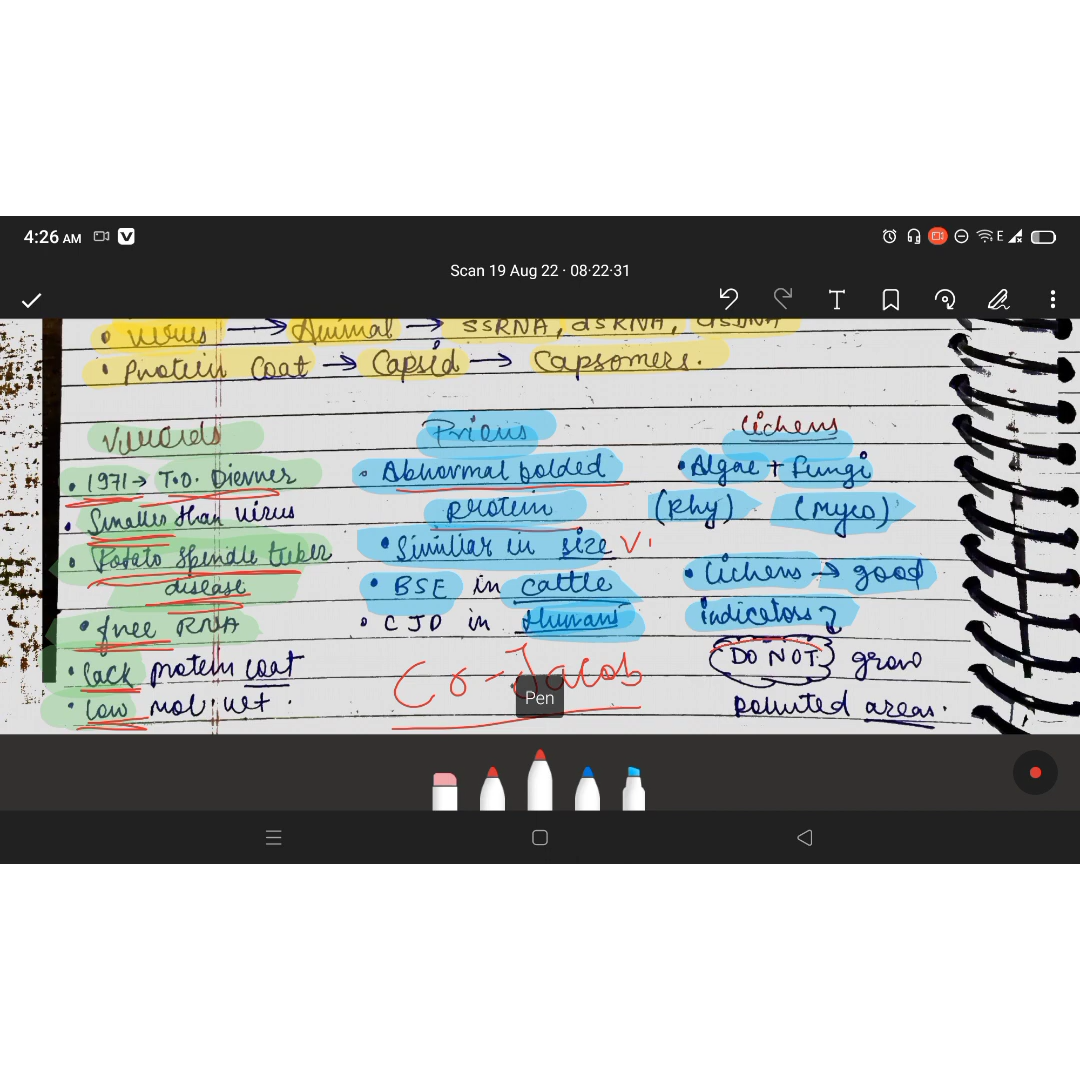 4:26 AM
Scan 19 Aug 22 · 08:22:31
T
• Virus → Animal → ssRNA, dsRNA, dsDNA
• Protein Coat → Capsid → Capsomers.
Viroids
• 1971 → T.O. Diener
• Smaller than virus
• Potato spindle tuber
disease
• free RNA
• lack protein coat
• low mol. wt.
Prions
• Abnormal folded
protein
• Similiar in size V
• BSE in cattle
• CJD in Humans
Co-Jacob
Pen
Lichens
• Algae + Fungi
(Phy) (myco)
• Lichens → good
indicators
DO NOT grow
polluted areas.